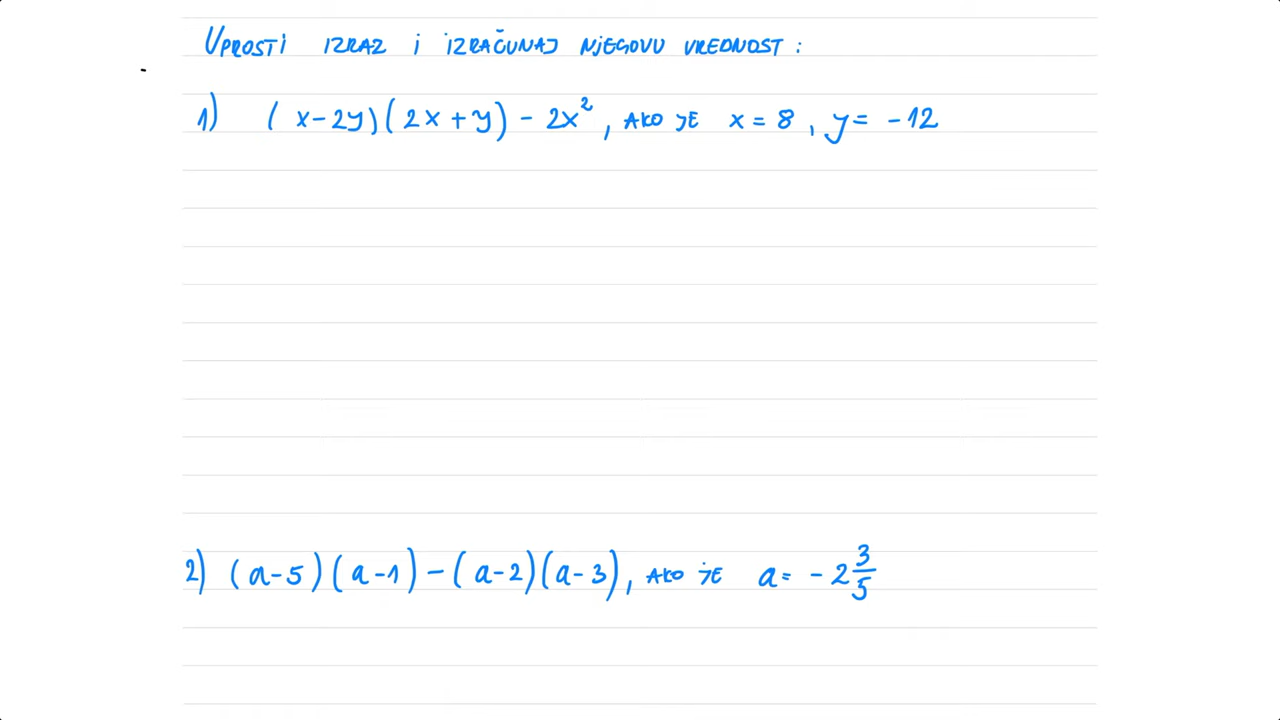 UPROSTI IZRAZ I IZRAČUNAJ NJEGOVU VREDNOST:
1) (x-2y)(2x+y)-2x², AKO JE x=8, y=-12
2) (a-5)(a-1)-(a-2)(a-3), AKO JE a=-2 3/5